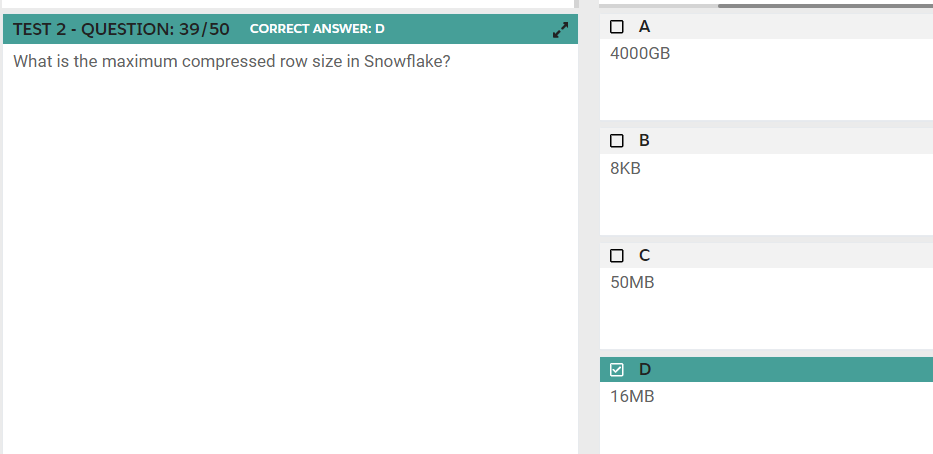 TEST 2 - QUESTION: 39/50 CORRECT ANSWER: D
What is the maximum compressed row size in Snowflake?
A
4000GB
B
8KB
C
50MB
D
16MB